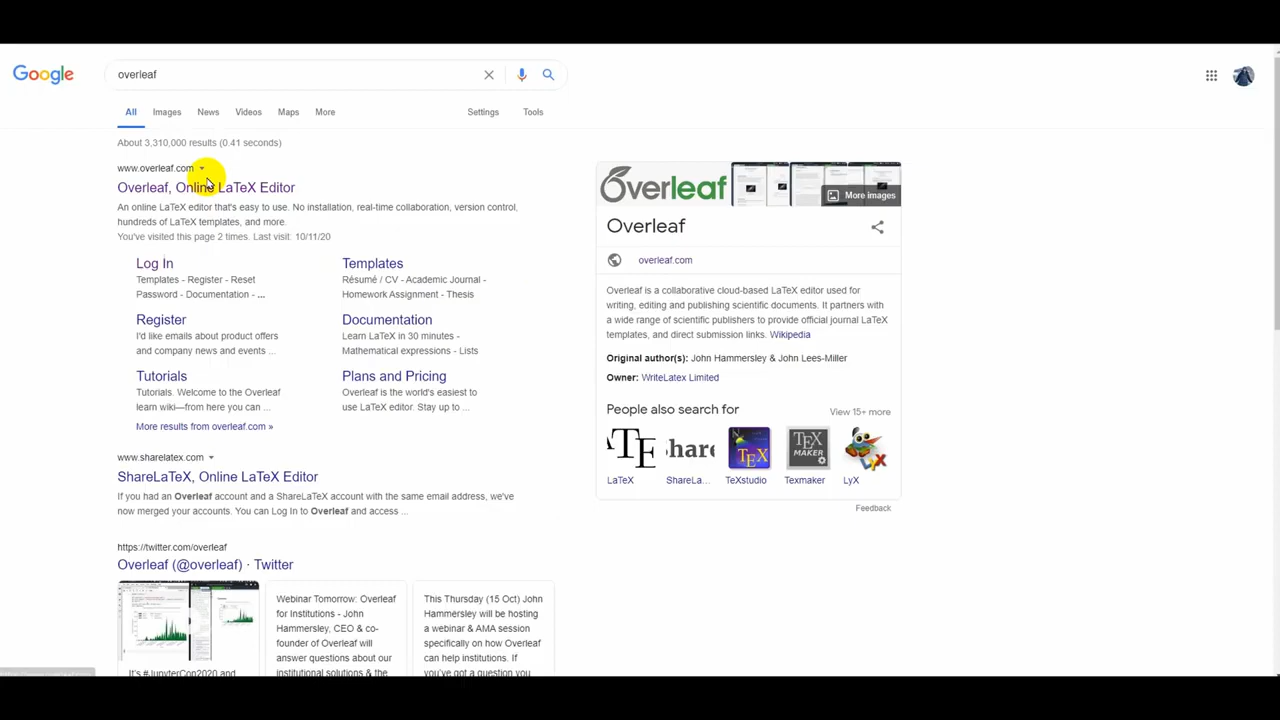 Google
overleaf
All Images News Videos Maps More Settings Tools
About 3,310,000 results (0.41 seconds)
www.overleaf.com
Overleaf, Online LaTeX Editor
An online LaTeX editor that's easy to use. No installation, real-time collaboration, version control,
hundreds of LaTeX templates, and more.
You've visited this page 2 times. Last visit: 10/11/20
Log In
Templates - Register - Reset
Password - Documentation - ...
Templates
Résumé / CV - Academic Journal -
Homework Assignment - Thesis
Register
I'd like emails about product offers
and company news and events ...
Documentation
Learn LaTeX in 30 minutes -
Mathematical expressions - Lists
Tutorials
Tutorials. Welcome to the Overleaf
learn wiki—from here you can ...
Plans and Pricing
Overleaf is the world's easiest to
use LaTeX editor. Stay up to ...
More results from overleaf.com »
www.sharelatex.com
ShareLaTeX, Online LaTeX Editor
If you had an Overleaf account and a ShareLaTeX account with the same email address, we've
now merged your accounts. You can Log In to Overleaf and access ...
https://twitter.com/overleaf
Overleaf (@overleaf) · Twitter
It's #JupyterCon2020 and
Webinar Tomorrow: Overleaf
for Institutions - John
Hammersley, CEO & co-
founder of Overleaf will
answer questions about our
institutional solutions & the
This Thursday (15 Oct) John
Hammersley will be hosting
a webinar & AMA session
specifically on how Overleaf
can help institutions. If
you've got a question you
Overleaf
More images
Overleaf
overleaf.com
Overleaf is a collaborative cloud-based LaTeX editor used for
writing, editing and publishing scientific documents. It partners with
a wide range of scientific publishers to provide official journal LaTeX
templates, and direct submission links. Wikipedia
Original author(s): John Hammersley & John Lees-Miller
Owner: WriteLatex Limited
People also search for
View 15+ more
LaTeX ShareLa... TeXstudio Texmaker LyX
Feedback